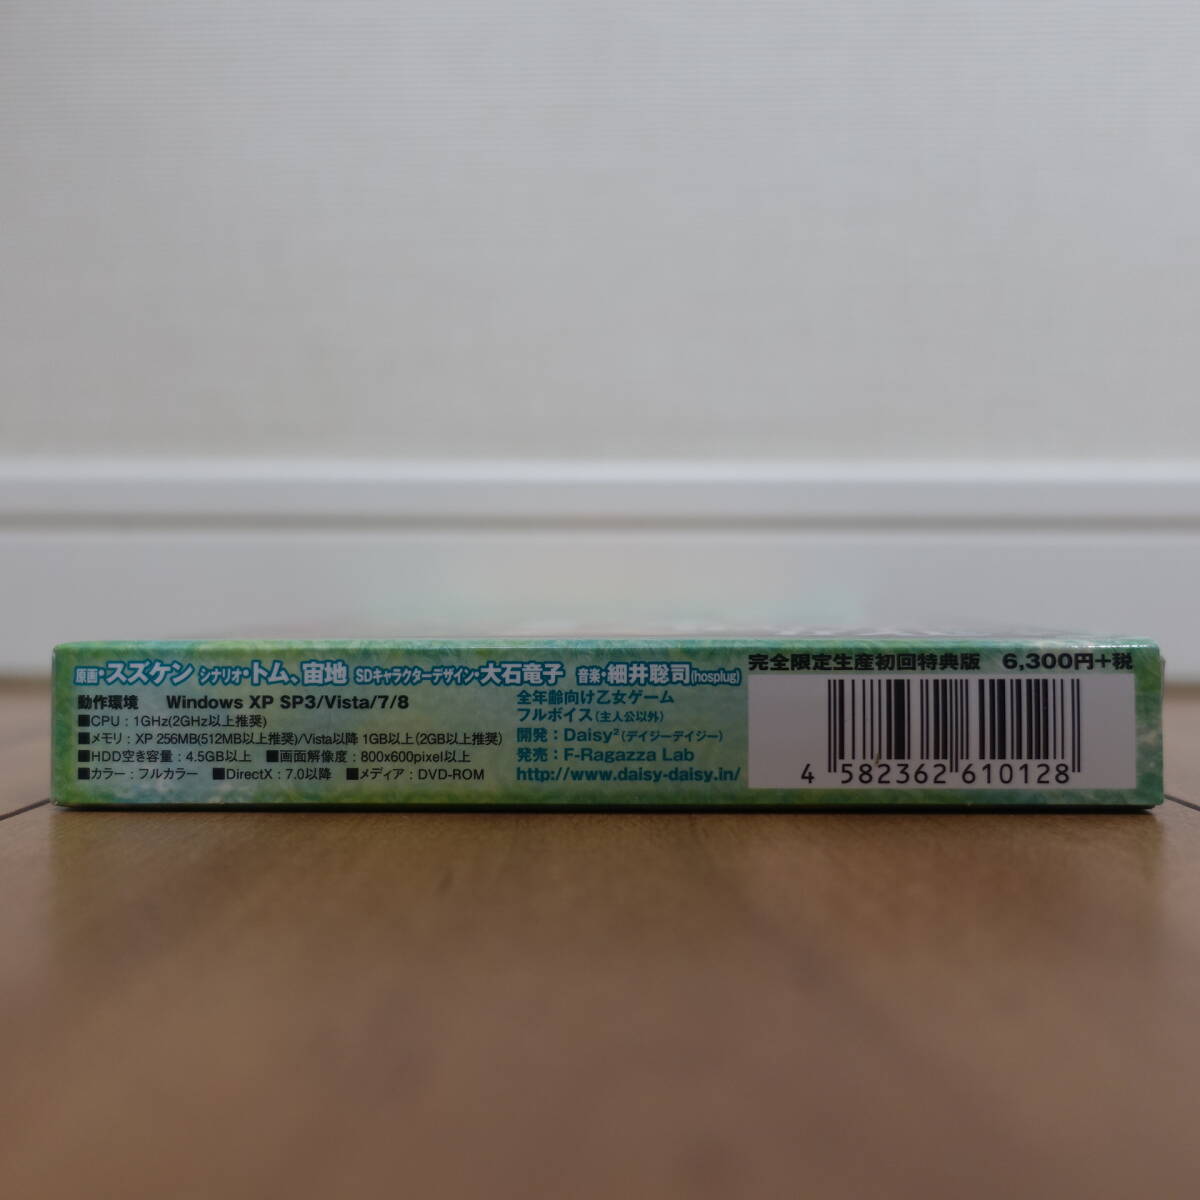 原画・スズケン シナリオ・トム、宙地 SDキャラクターデザイン・大石竜子 音楽・細井聡司(hosplug)
動作環境 Windows XP SP3/Vista/7/8
■CPU：1GHz(2GHz以上推奨)
■メモリ：XP 256MB(512MB以上推奨)/Vista以降 1GB以上(2GB以上推奨)
■HDD空き容量：4.5GB以上 ■画面解像度：800x600pixel以上
■カラー：フルカラー ■DirectX：7.0以降 ■メディア：DVD-ROM
全年齢向け乙女ゲーム
フルボイス(主人公以外)
開発：Daisy²(デイジーデイジー)
発売：F-Ragazza Lab
http://www.daisy-daisy.in/
完全限定生産初回特典版 6,300円+税
4 582362 610128